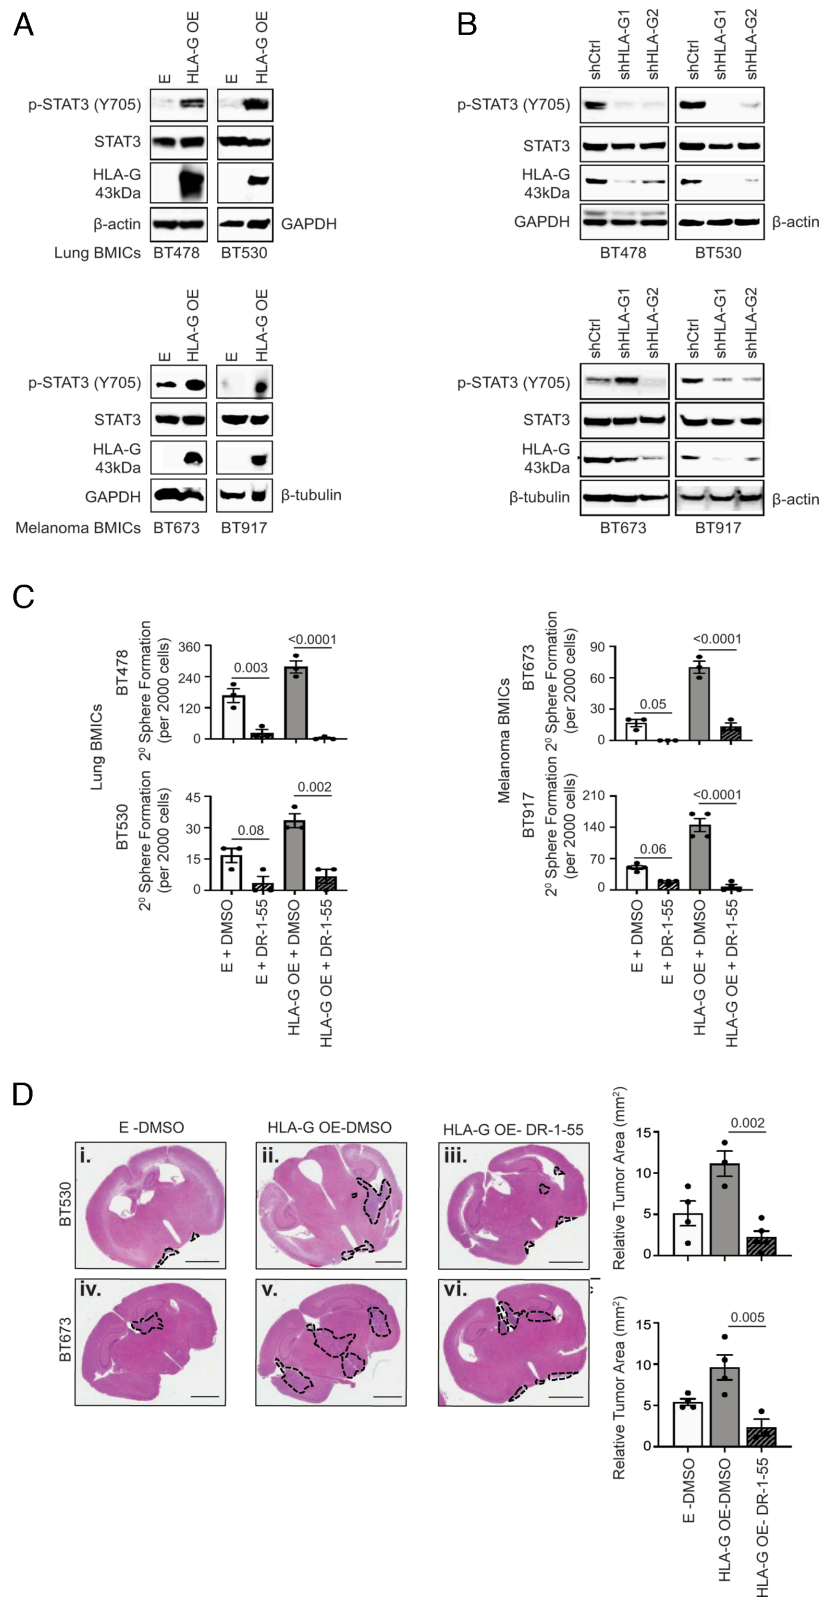 A
E
HLA-G OE
E
HLA-G OE
p-STAT3 (Y705)
STAT3
HLA-G
43kDa
β-actin
GAPDH
Lung BMICs
BT478
BT530
E
HLA-G OE
E
HLA-G OE
p-STAT3 (Y705)
STAT3
HLA-G
43kDa
GAPDH
β-tubulin
Melanoma BMICs
BT673
BT917
B
shCtrl
shHLA-G1
shHLA-G2
shCtrl
shHLA-G1
shHLA-G2
p-STAT3 (Y705)
STAT3
HLA-G
43kDa
GAPDH
β-actin
BT478
BT530
shCtrl
shHLA-G1
shHLA-G2
shCtrl
shHLA-G1
shHLA-G2
p-STAT3 (Y705)
STAT3
HLA-G
43kDa
β-tubulin
β-actin
BT673
BT917
C
Lung BMICs
BT478
2⁰ Sphere Formation
(per 2000 cells)
360
240
120
0
0.003
<0.0001
BT530
2⁰ Sphere Formation
(per 2000 cells)
45
30
15
0
0.08
0.002
E + DMSO
E + DR-1-55
HLA-G OE + DMSO
HLA-G OE + DR-1-55
Melanoma BMICs
BT673
2⁰ Sphere Formation
(per 2000 cells)
90
60
30
0
0.05
<0.0001
BT917
2⁰ Sphere Formation
(per 2000 cells)
210
140
70
0
0.06
<0.0001
E + DMSO
E + DR-1-55
HLA-G OE + DMSO
HLA-G OE + DR-1-55
D
E -DMSO
HLA-G OE-DMSO
HLA-G OE- DR-1-55
BT530
i.
ii.
iii.
BT673
iv.
v.
vi.
Relative Tumor Area (mm²)
15
10
5
0
0.002
Relative Tumor Area (mm²)
15
10
5
0
0.005
E -DMSO
HLA-G OE-DMSO
HLA-G OE- DR-1-55